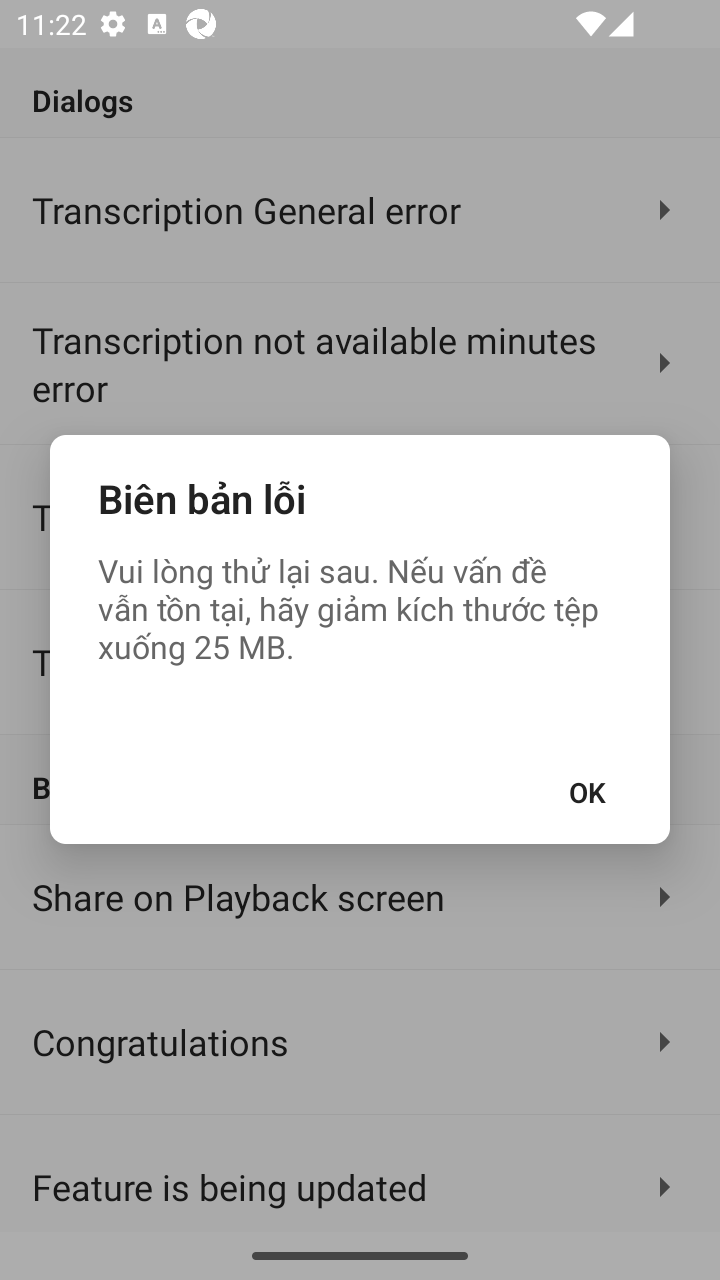 11:22
Dialogs
Transcription General error
Transcription not available minutes
error
Biên bản lỗi
Vui lòng thử lại sau. Nếu vấn đề
vẫn tồn tại, hãy giảm kích thước tệp
xuống 25 MB.
OK
Share on Playback screen
Congratulations
Feature is being updated